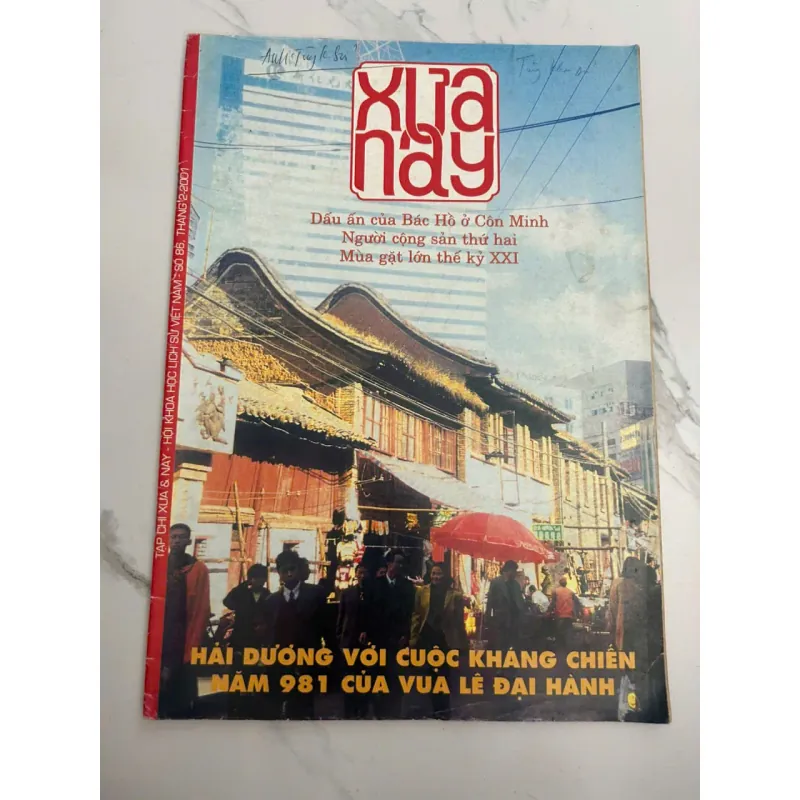 XƯA
NAY
Dấu ấn của Bác Hồ ở Côn Minh
Người cộng sản thứ hai
Mùa gặt lớn thế kỷ XXI
TẠP CHÍ XƯA & NAY - HỘI KHOA HỌC LỊCH SỬ VIỆT NAM - SỐ 86, THÁNG 2-2001
HẢI DƯƠNG VỚI CUỘC KHÁNG CHIẾN
NĂM 981 CỦA VUA LÊ ĐẠI HÀNH